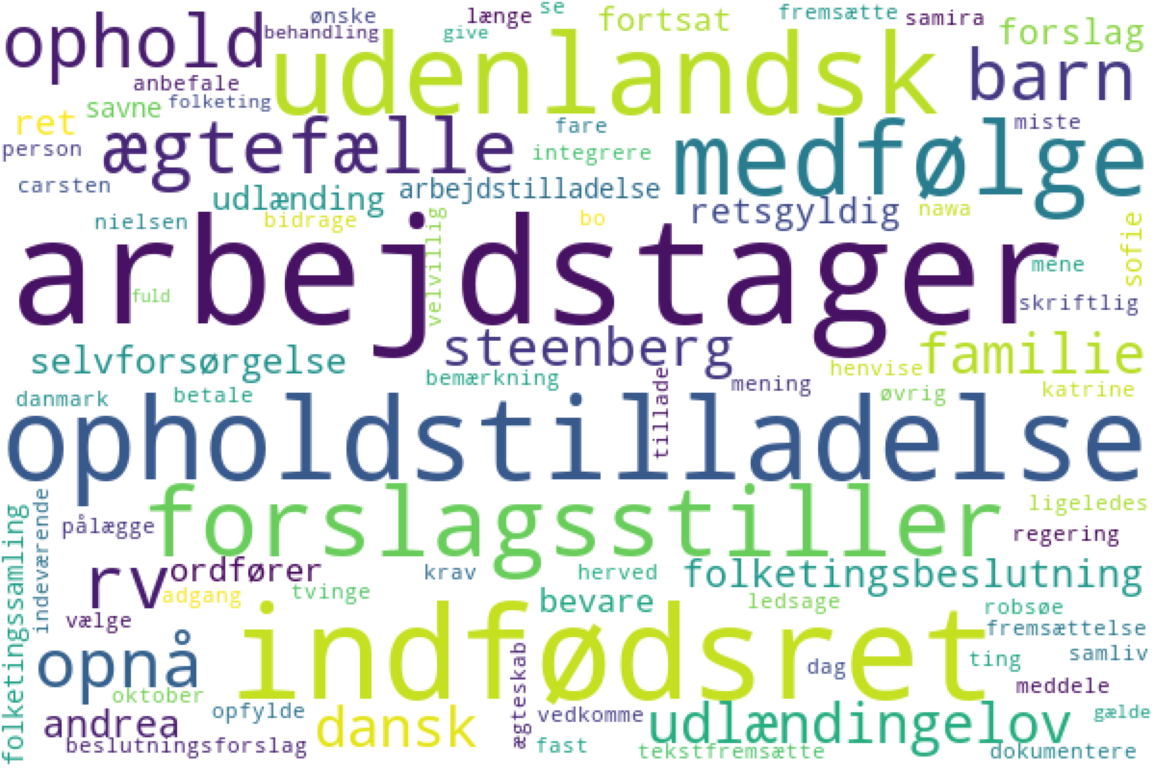 ønske længe se fortsat fremsætte samira forslag
ophold behandling give udenlandsk barn
anbefale
savne folketing
ret ægtefælle fare medfølge miste
person integrere
carsten udlænding arbejdstilladelse retsgyldig nawa
nielsen bidrage velvillig bo sofie
arbejdstager mene
fuld skriftlig
selvforsørgelse steenberg familie
bemærkning mening henvise
danmark betale tillade øvrig katrine
opholdstilladelse
forslagsstiller ligeledes
folketingssamling indeværende pålægge regering
rv ordfører krav herved folketingsbeslutning
adgang tvinge bevare ledsage robsøe
vælge indfødsret fremsættelse
opnå ægteskab dag ting samliv
oktober meddele
andrea opfylde dansk vedkomme udlændingelov gælde
beslutningsforslag fast tekstfremsætte dokumentere